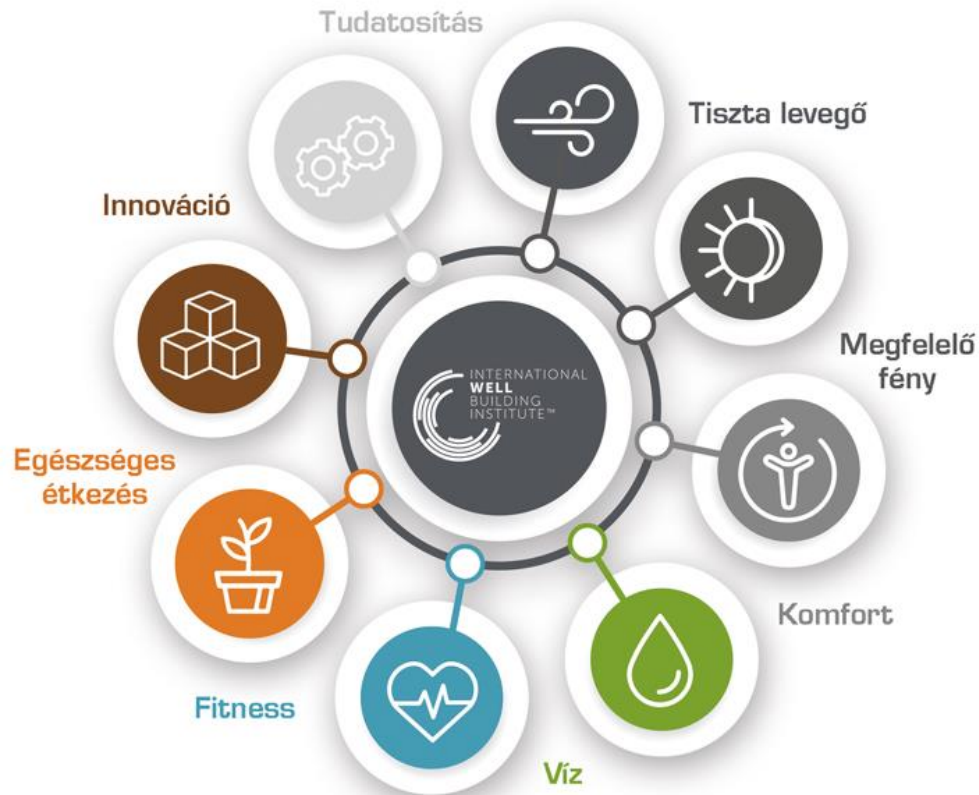 Tudatosítás
Tiszta levegő
Innováció
Megfelelő
fény
INTERNATIONAL
WELL
BUILDING
INSTITUTE™
Egészséges
étkezés
Komfort
Fitness
Víz